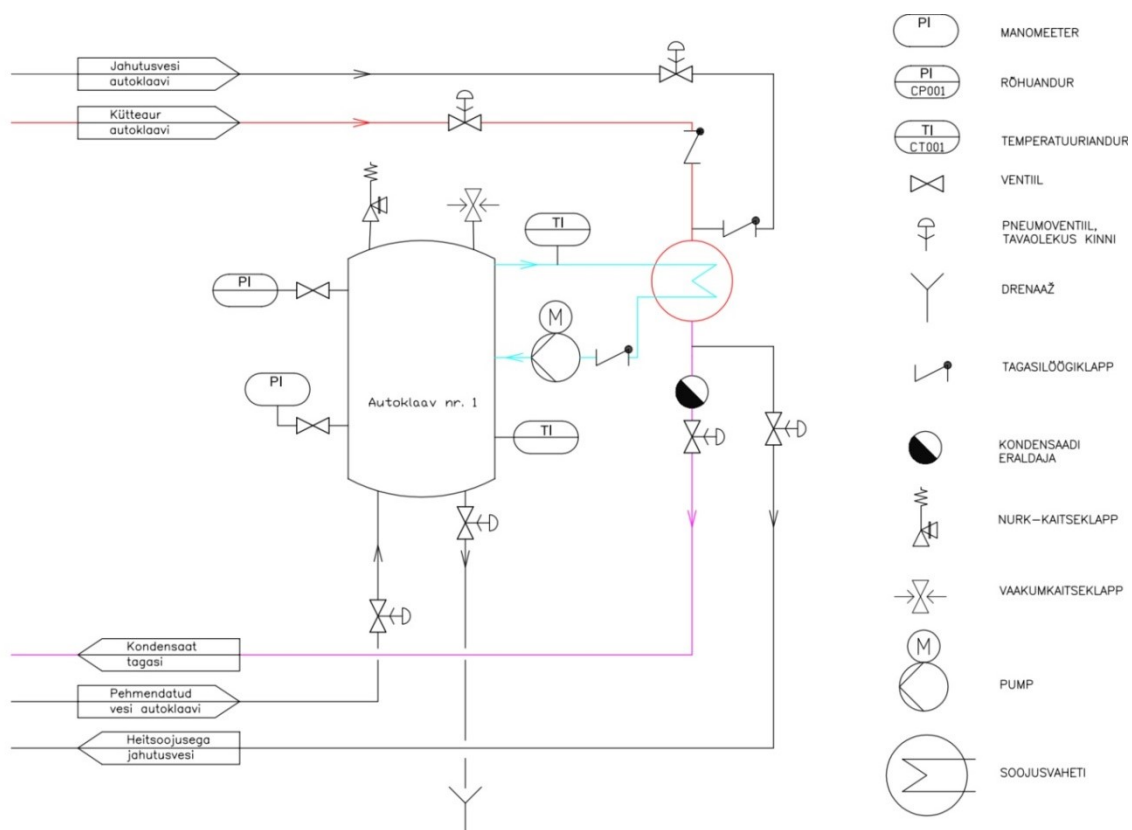 Jahutusvesi
autoklaavi
Kütteaur
autoklaavi
TI
PI
M
PI
Autoklaav nr. 1
TI
Kondensaat
tagasi
Pehmendatud
vesi autoklaavi
Heitsoojusega
jahutusvesi
PI
MANOMEETER
PI
CP001
RÕHUANDUR
TI
CT001
TEMPERATUURIANDUR
VENTIIL
PNEUMOVENTIIL,
TAVAOLEKUS KINNI
DRENAAŽ
TAGASILÖÖGIKLAPP
KONDENSAADI
ERALDAJA
NURK-KAITSEKLAPP
VAAKUMKAITSEKLAPP
M
PUMP
SOOJUSVAHETI